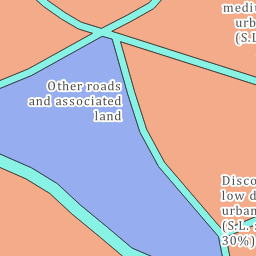 medi
urb
(S.L
Other roads
and associated
land
Disco
low d
urban
(S.L.
30%)